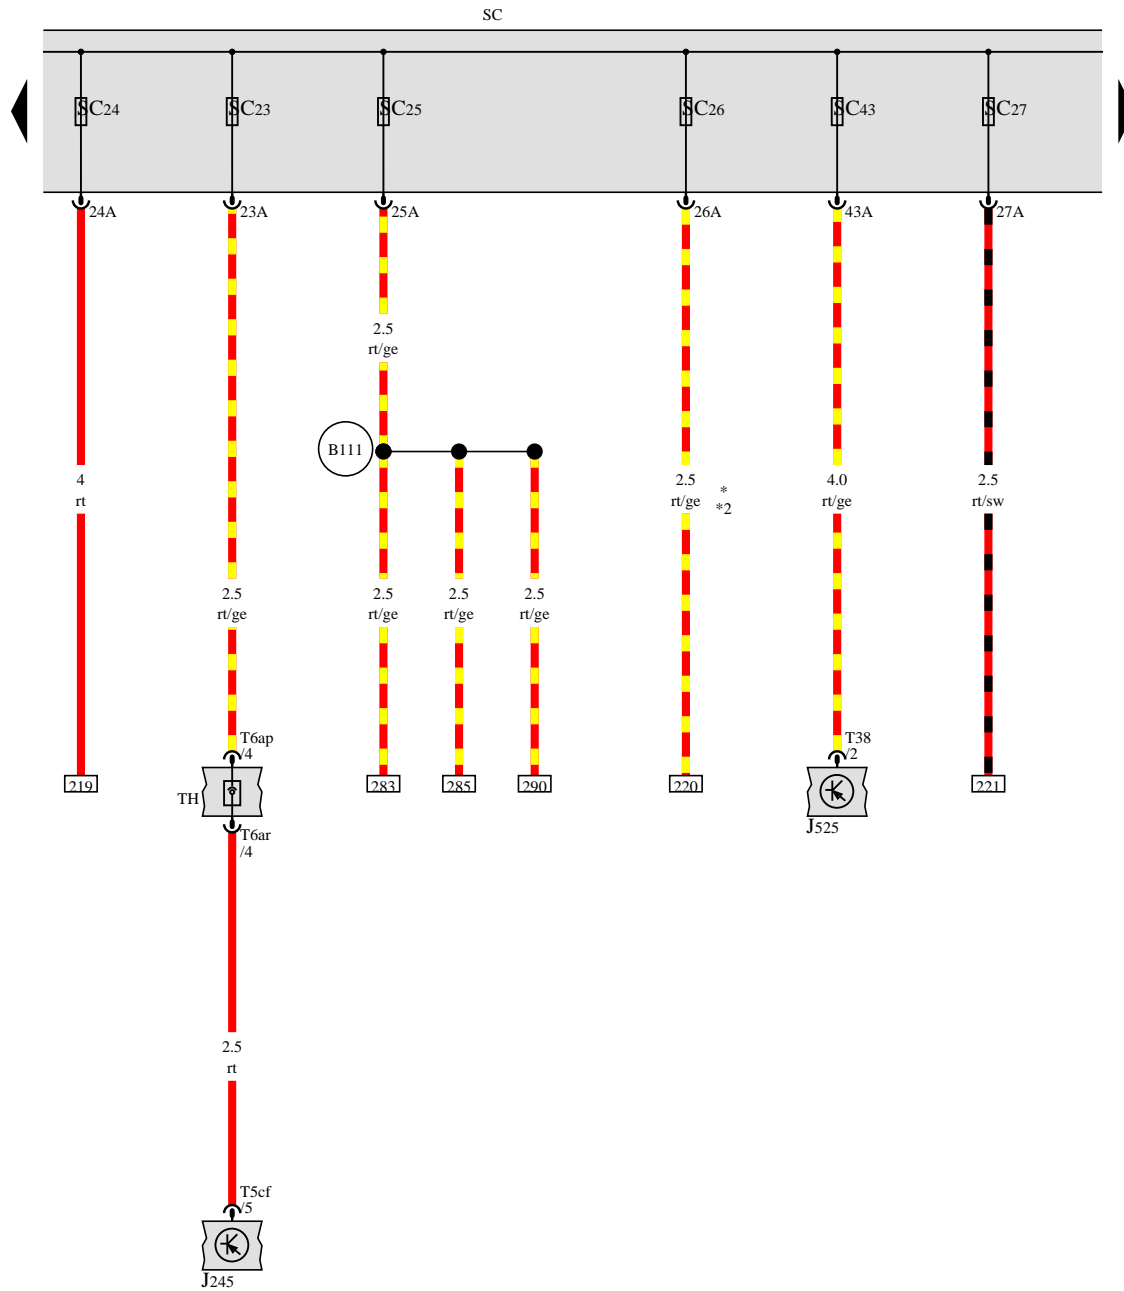 SC
SC24 SC23 SC25 SC26 SC43 SC27
24A 23A 25A 26A 43A 27A
2.5
rt/ge
B111
4 2.5 4.0 2.5
rt rt/ge rt/ge rt/sw
*
*2
2.5 2.5 2.5 2.5
rt/ge rt/ge rt/ge rt/ge
T6ap T38
/4 /2
219 283 285 290 220 221
TH
J525
T6ar
/4
2.5
rt
T5cf
/5
J245